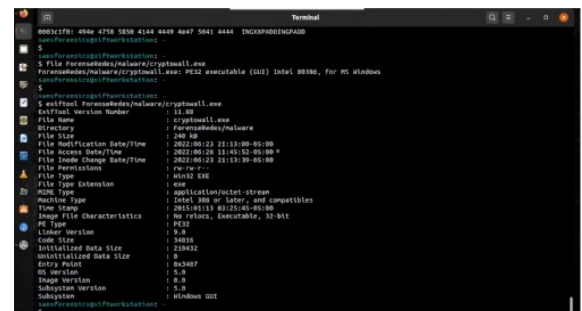 Terminal
0003c1f0: 494e 4758 5850 4144 4449 4e47 5041 4444  INGXXPADDINGPADD
sansforensics@siftworkstation: ~
$
$ file ForenseRedes/malware/cryptowall.exe
ForenseRedes/malware/cryptowall.exe: PE32 executable (GUI) Intel 80386, for MS Windows
sansforensics@siftworkstation: ~
$
$ exiftool ForenseRedes/malware/cryptowall.exe
ExifTool Version Number : 11.88
File Name : cryptowall.exe
Directory : ForenseRedes/malware
File Size : 240 kB
File Modification Date/Time : 2022:06:23 21:13:00-05:00
File Access Date/Time : 2022:06:26 11:45:52-05:00
File Inode Change Date/Time : 2022:06:23 21:13:39-05:00
File Permissions : rw-rw-r--
File Type : Win32 EXE
File Type Extension : exe
MIME Type : application/octet-stream
Machine Type : Intel 386 or later, and compatibles
Time Stamp : 2015:01:13 03:25:45-05:00
Image File Characteristics : No relocs, Executable, 32-bit
PE Type : PE32
Linker Version : 9.0
Code Size : 34816
Initialized Data Size : 210432
Uninitialized Data Size : 0
Entry Point : 0x3487
OS Version : 5.0
Image Version : 0.0
Subsystem Version : 5.0
Subsystem : Windows GUI
sansforensics@siftworkstation: ~